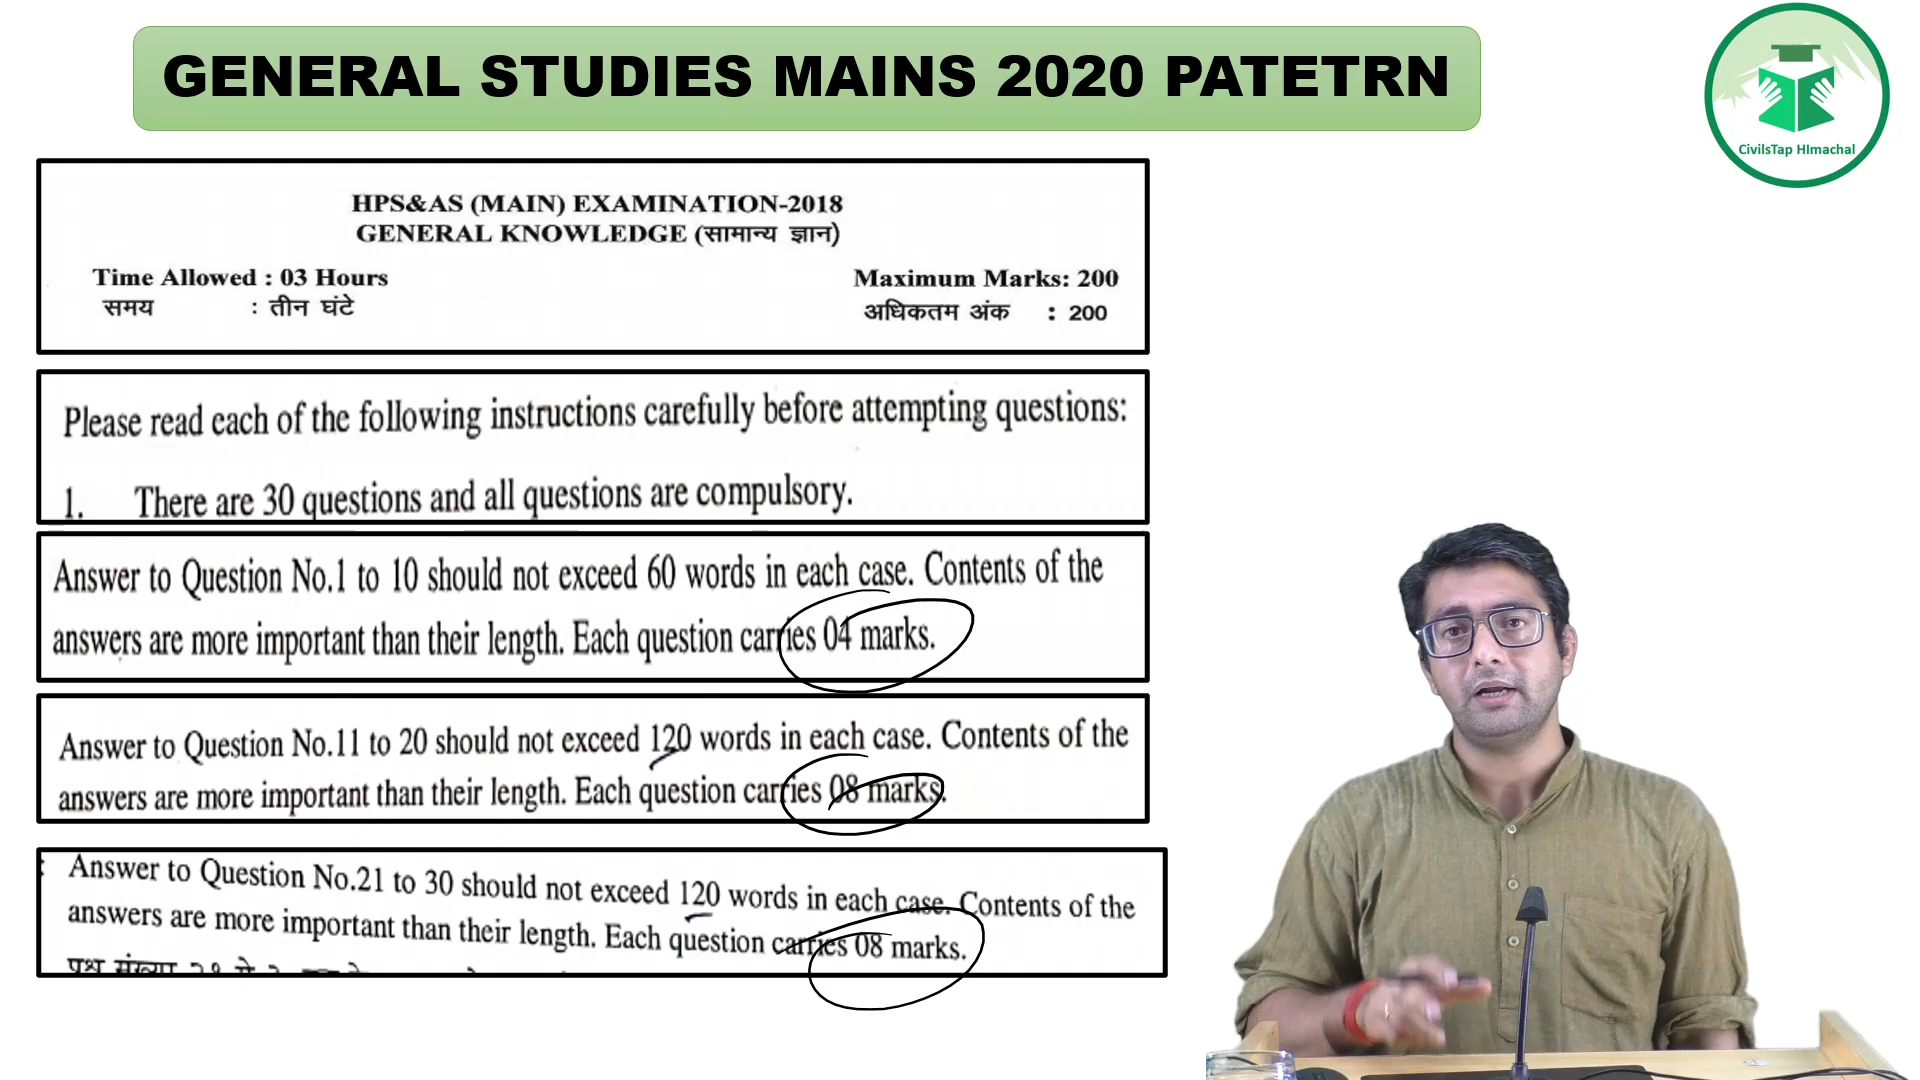 GENERAL STUDIES MAINS 2020 PATETRN
CivilsTap HImachal
HPS&AS (MAIN) EXAMINATION-2018
GENERAL KNOWLEDGE (सामान्य ज्ञान)
Time Allowed : 03 Hours
Maximum Marks: 200
समय : तीन घंटे
अधिकतम अंक : 200
Please read each of the following instructions carefully before attempting questions:
1. There are 30 questions and all questions are compulsory.
Answer to Question No.1 to 10 should not exceed 60 words in each case. Contents of the
answers are more important than their length. Each question carries 04 marks.
Answer to Question No.11 to 20 should not exceed 120 words in each case. Contents of the
answers are more important than their length. Each question carries 08 marks.
Answer to Question No.21 to 30 should not exceed 120 words in each case. Contents of the
answers are more important than their length. Each question carries 08 marks.
प्रश्न संख्या